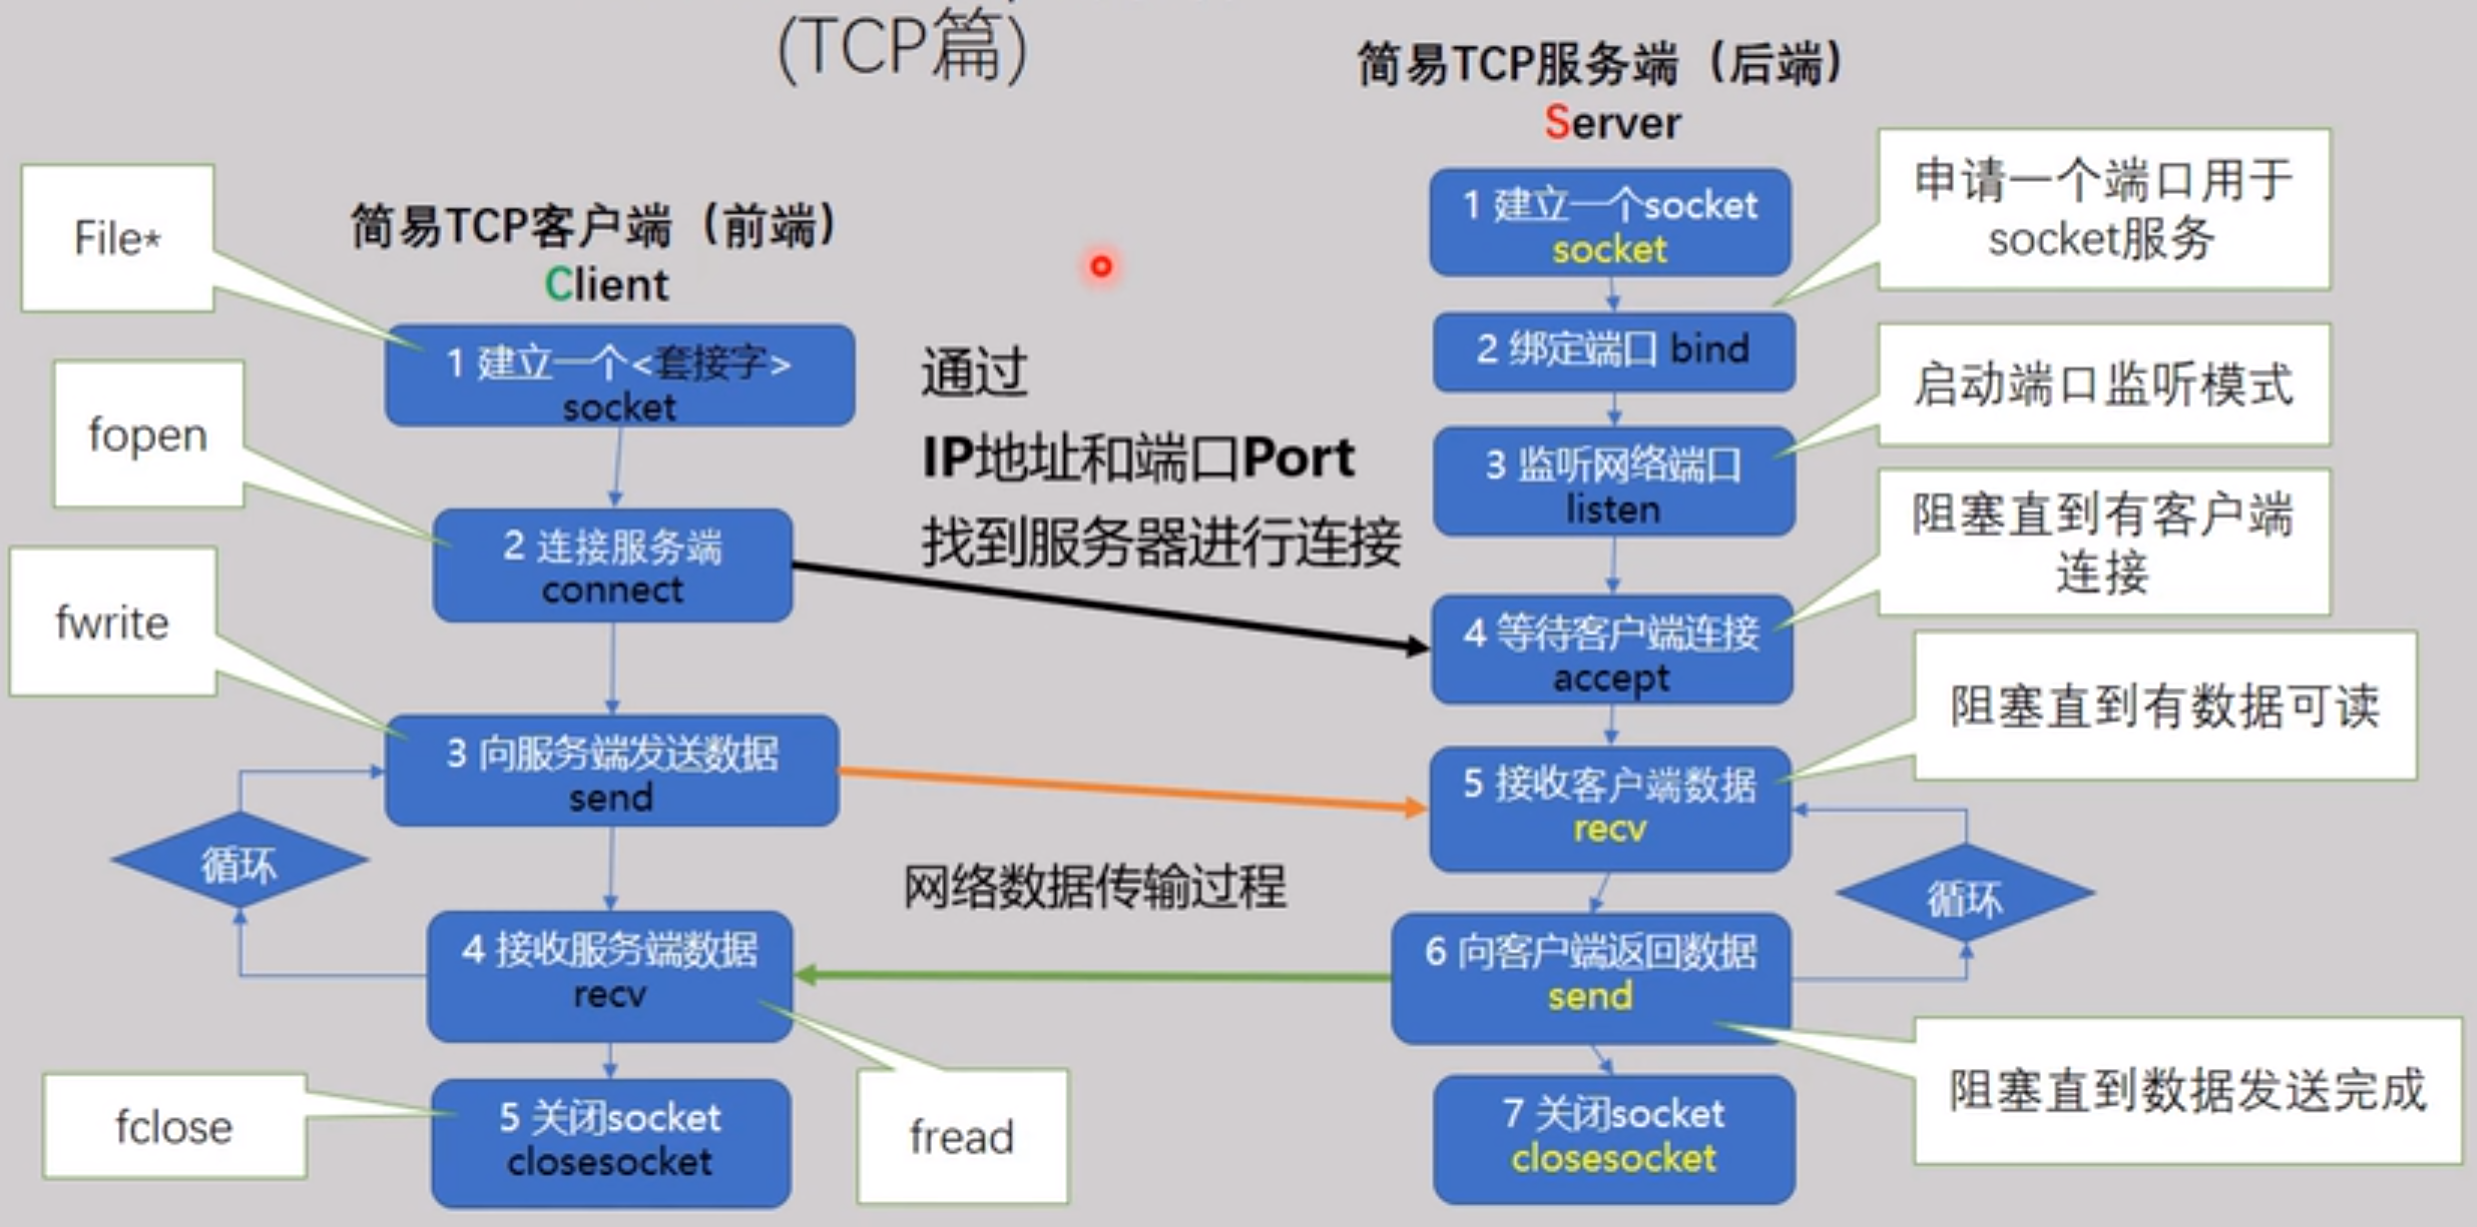 (TCP篇)
简易TCP服务端（后端）
Server
简易TCP客户端（前端）
Client
File*
1 建立一个<套接字>
socket
fopen
2 连接服务端
connect
fwrite
3 向服务端发送数据
send
循环
4 接收服务端数据
recv
fread
fclose
5 关闭socket
closesocket
通过
IP地址和端口Port
找到服务器进行连接
网络数据传输过程
1 建立一个socket
socket
申请一个端口用于
socket服务
2 绑定端口 bind
启动端口监听模式
3 监听网络端口
listen
阻塞直到有客户端
连接
4 等待客户端连接
accept
阻塞直到有数据可读
5 接收客户端数据
recv
循环
6 向客户端返回数据
send
阻塞直到数据发送完成
7 关闭socket
closesocket